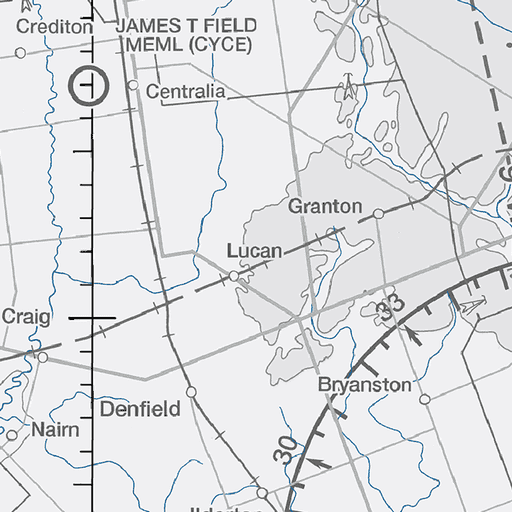 Crediton
JAMES T FIELD
MEML (CYCE)
Centralia
Granton
Lucan
Craig
33
Bryanston
Denfield
Nairn
30